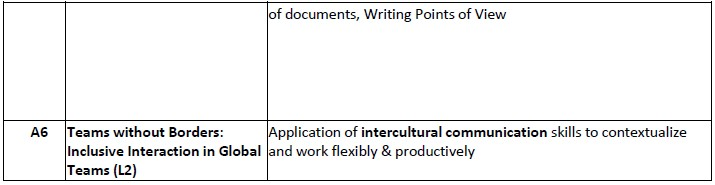 of documents, Writing Points of View
A6 Teams without Borders: Application of intercultural communication skills to contextualize
Inclusive Interaction in Global and work flexibly & productively
Teams (L2)